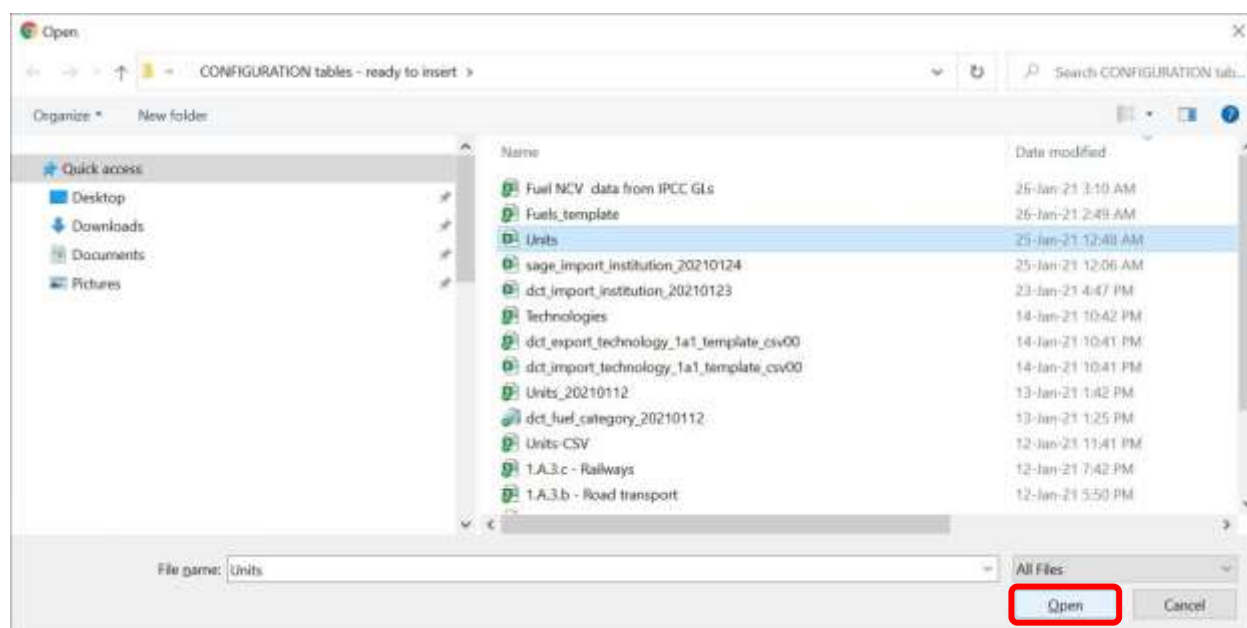 Open
CONFIGURATION tables - ready to insert
Search CONFIGURATION tab...
Organize New folder
Name Date modified
Quick access
Desktop
Downloads
Documents
Pictures
Fuel NCV data from IPCC GLs 26-Jan-21 3:10 AM
Fuels_template 26-Jan-21 2:49 AM
Units 25-Jan-21 12:48 AM
sage_import_institution_20210124 25-Jan-21 12:06 AM
dct_import_institution_20210123 23-Jan-21 4:47 PM
Technologies 14-Jan-21 10:42 PM
dct_export_technology_1a1_template_csv00 14-Jan-21 10:41 PM
dct_import_technology_1a1_template_csv00 14-Jan-21 10:41 PM
Units_20210112 13-Jan-21 1:42 PM
dct_fuel_category_20210112 13-Jan-21 1:25 PM
Units-CSV 12-Jan-21 11:41 PM
1.A.3.c - Railways 12-Jan-21 7:42 PM
1.A.3.b - Road transport 12-Jan-21 5:50 PM
File name: Units All Files
Open Cancel